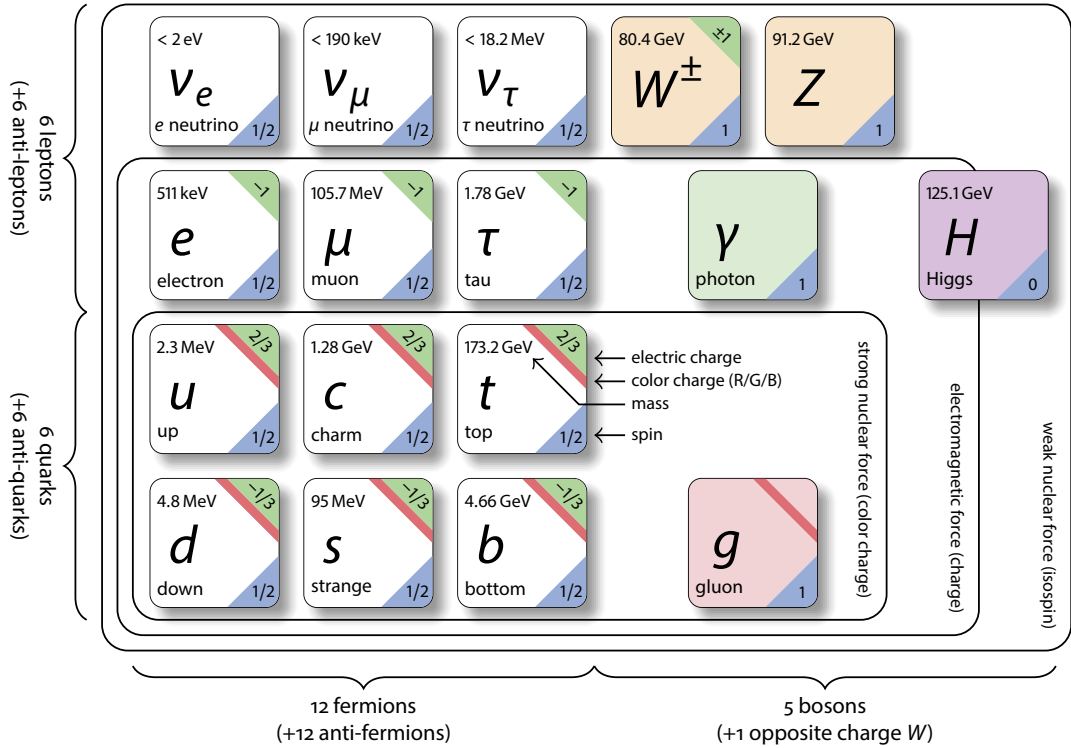 6 leptons
(+6 anti-leptons)
6 quarks
(+6 anti-quarks)
< 2 eV
νe
e neutrino
1/2
< 190 keV
νμ
μ neutrino
1/2
< 18.2 MeV
ντ
τ neutrino
1/2
80.4 GeV
±1
W±
1
91.2 GeV
Z
1
511 keV
−1
e
electron
1/2
105.7 MeV
−1
μ
muon
1/2
1.78 GeV
−1
τ
tau
1/2
γ
photon
1
125.1 GeV
H
Higgs
0
2.3 MeV
2/3
u
up
1/2
1.28 GeV
2/3
c
charm
1/2
173.2 GeV
2/3
t
top
1/2
electric charge
color charge (R/G/B)
mass
spin
4.8 MeV
−1/3
d
down
1/2
95 MeV
−1/3
s
strange
1/2
4.66 GeV
−1/3
b
bottom
1/2
g
gluon
1
strong nuclear force (color charge)
electromagnetic force (charge)
weak nuclear force (isospin)
12 fermions
(+12 anti-fermions)
5 bosons
(+1 opposite charge W)